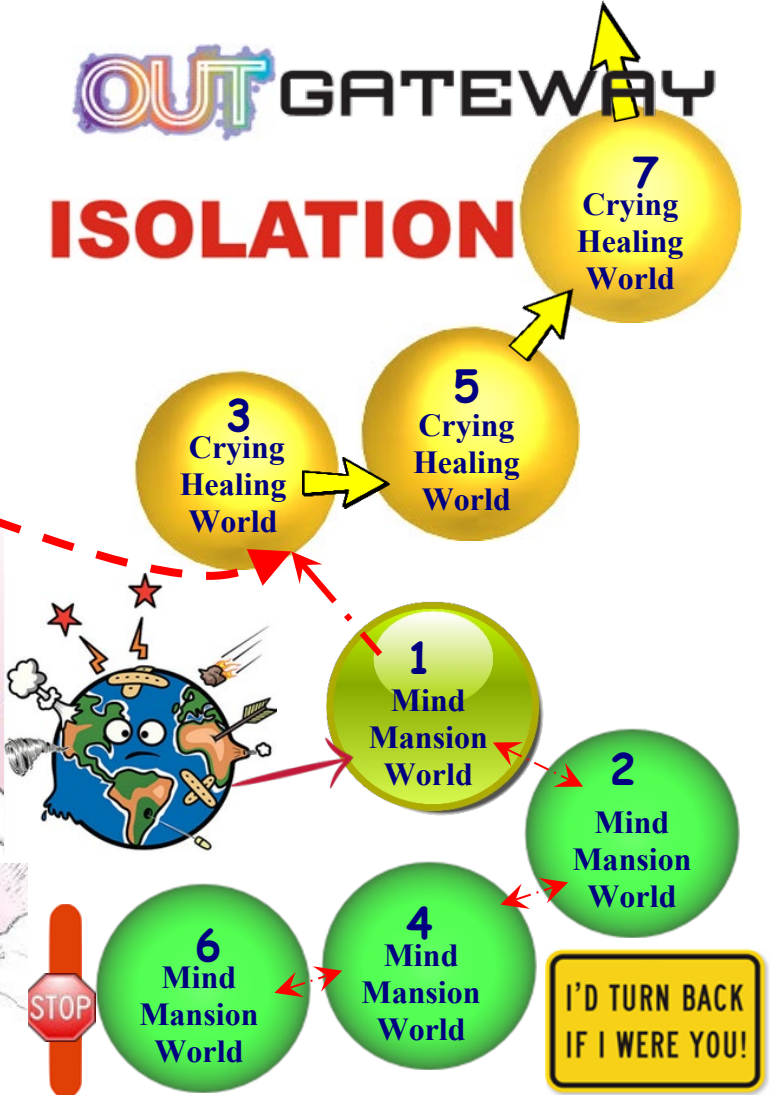 OUT GATEWAY
7
Crying
Healing
World
ISOLATION
5
Crying
Healing
World
3
Crying
Healing
World
1
Mind
Mansion
World
2
Mind
Mansion
World
4
Mind
Mansion
World
6
Mind
Mansion
World
STOP
I'D TURN BACK
IF I WERE YOU!